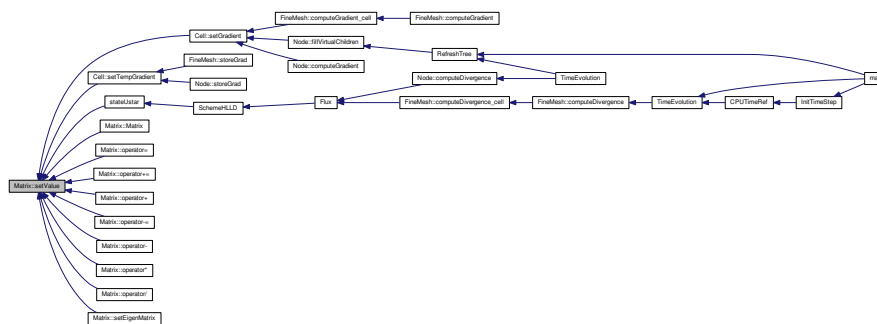 FineMesh::computeGradient_cell
FineMesh::computeGradient
Cell::setGradient
Node::fillVirtualChildren
RefreshTree
FineMesh::storeGrad
Node::computeGradient
Cell::setTempGradient
Node::computeDivergence
TimeEvolution
ma
Node::storeGrad
stateUstar
SchemeHLLD
Flux
FineMesh::computeDivergence_cell
FineMesh::computeDivergence
TimeEvolution
CPUTimeRef
InitTimeStep
Matrix::Matrix
Matrix::operator=
Matrix::operator+=
Matrix::setValue
Matrix::operator+
Matrix::operator-=
Matrix::operator-
Matrix::operator*
Matrix::operator/
Matrix::setEigenMatrix